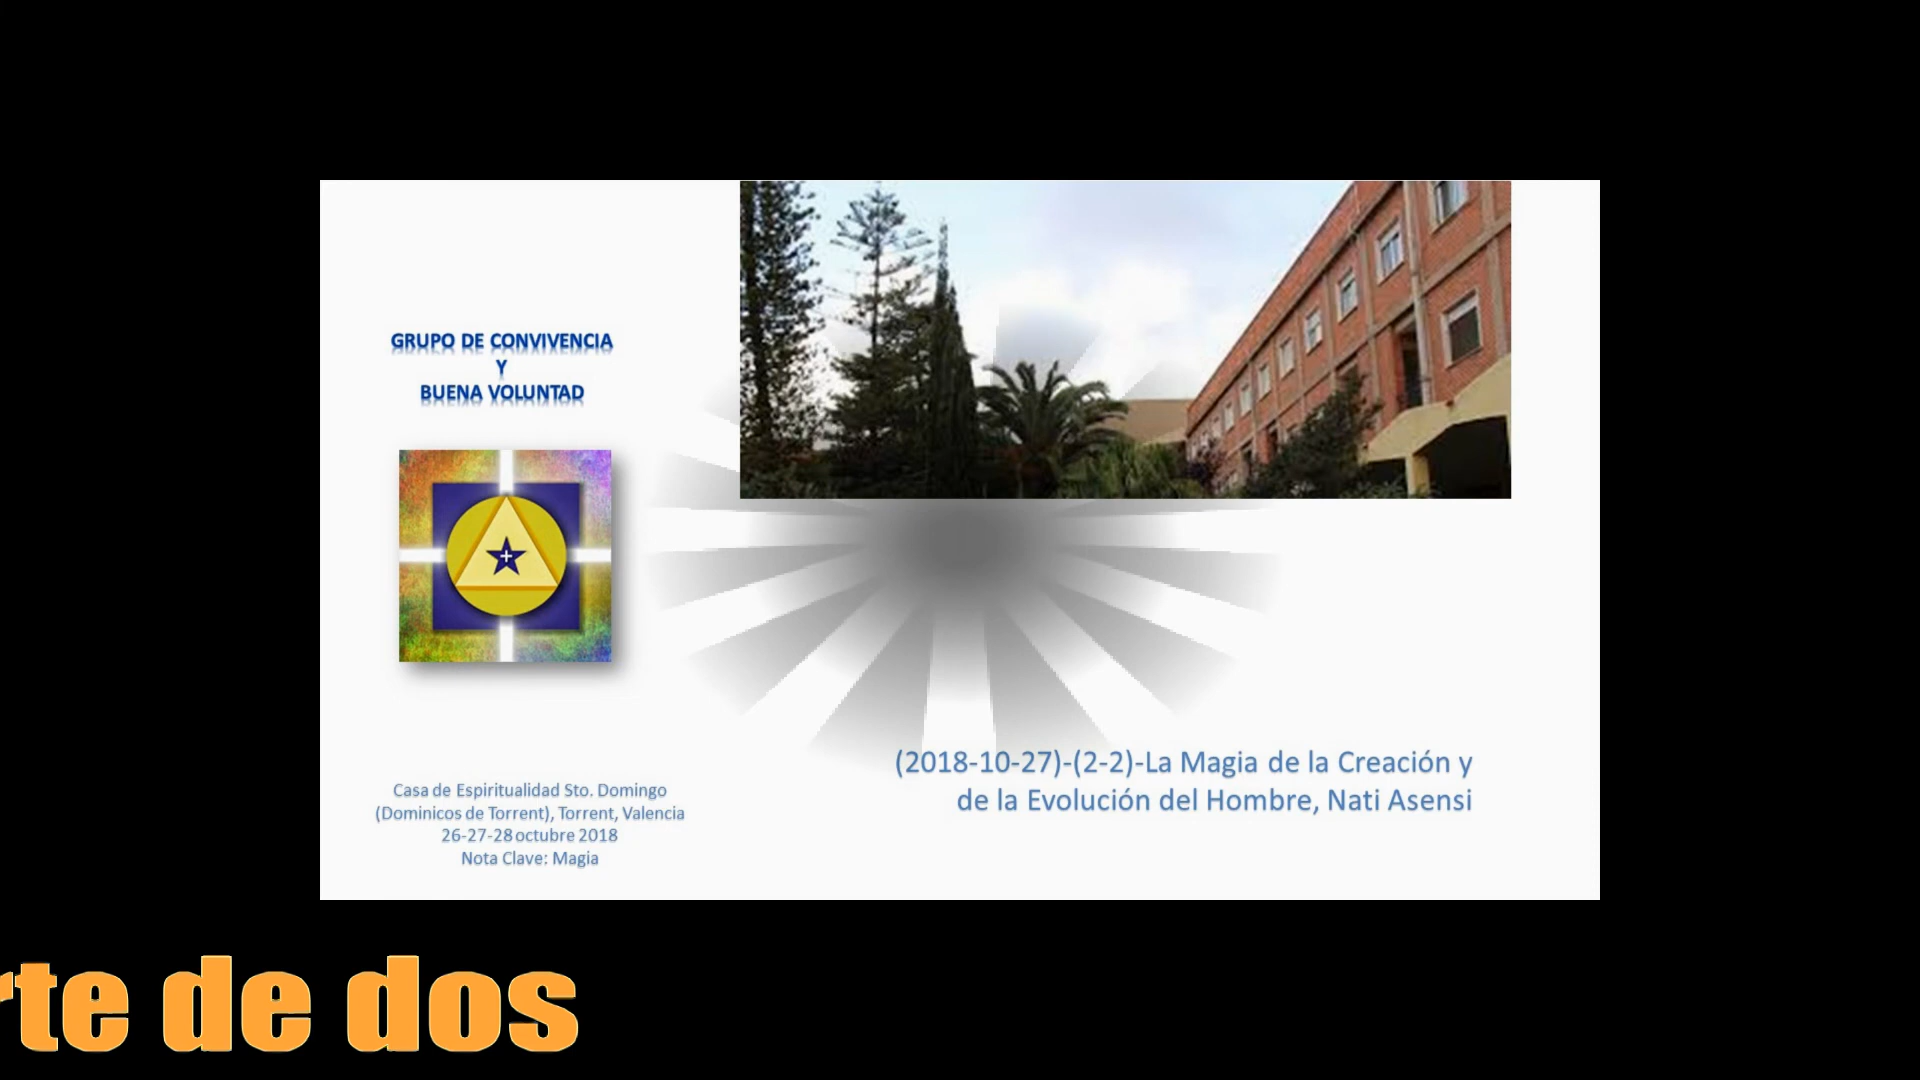 GRUPO DE CONVIVENCIA
Y
BUENA VOLUNTAD
Casa de Espiritualidad Sto. Domingo
(Dominicos de Torrent), Torrent, Valencia
26-27-28 octubre 2018
Nota Clave: Magia
(2018-10-27)-(2-2)-La Magia de la Creación y
de la Evolución del Hombre, Nati Asensi
de dos